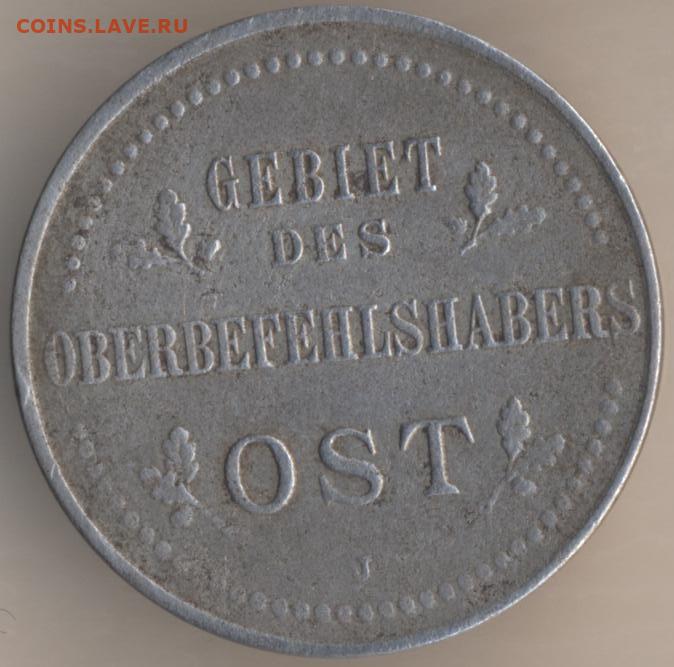 COINS.LAVE.RU
GEBIET
DES
OBERBEFEHLSHABERS
OST
J